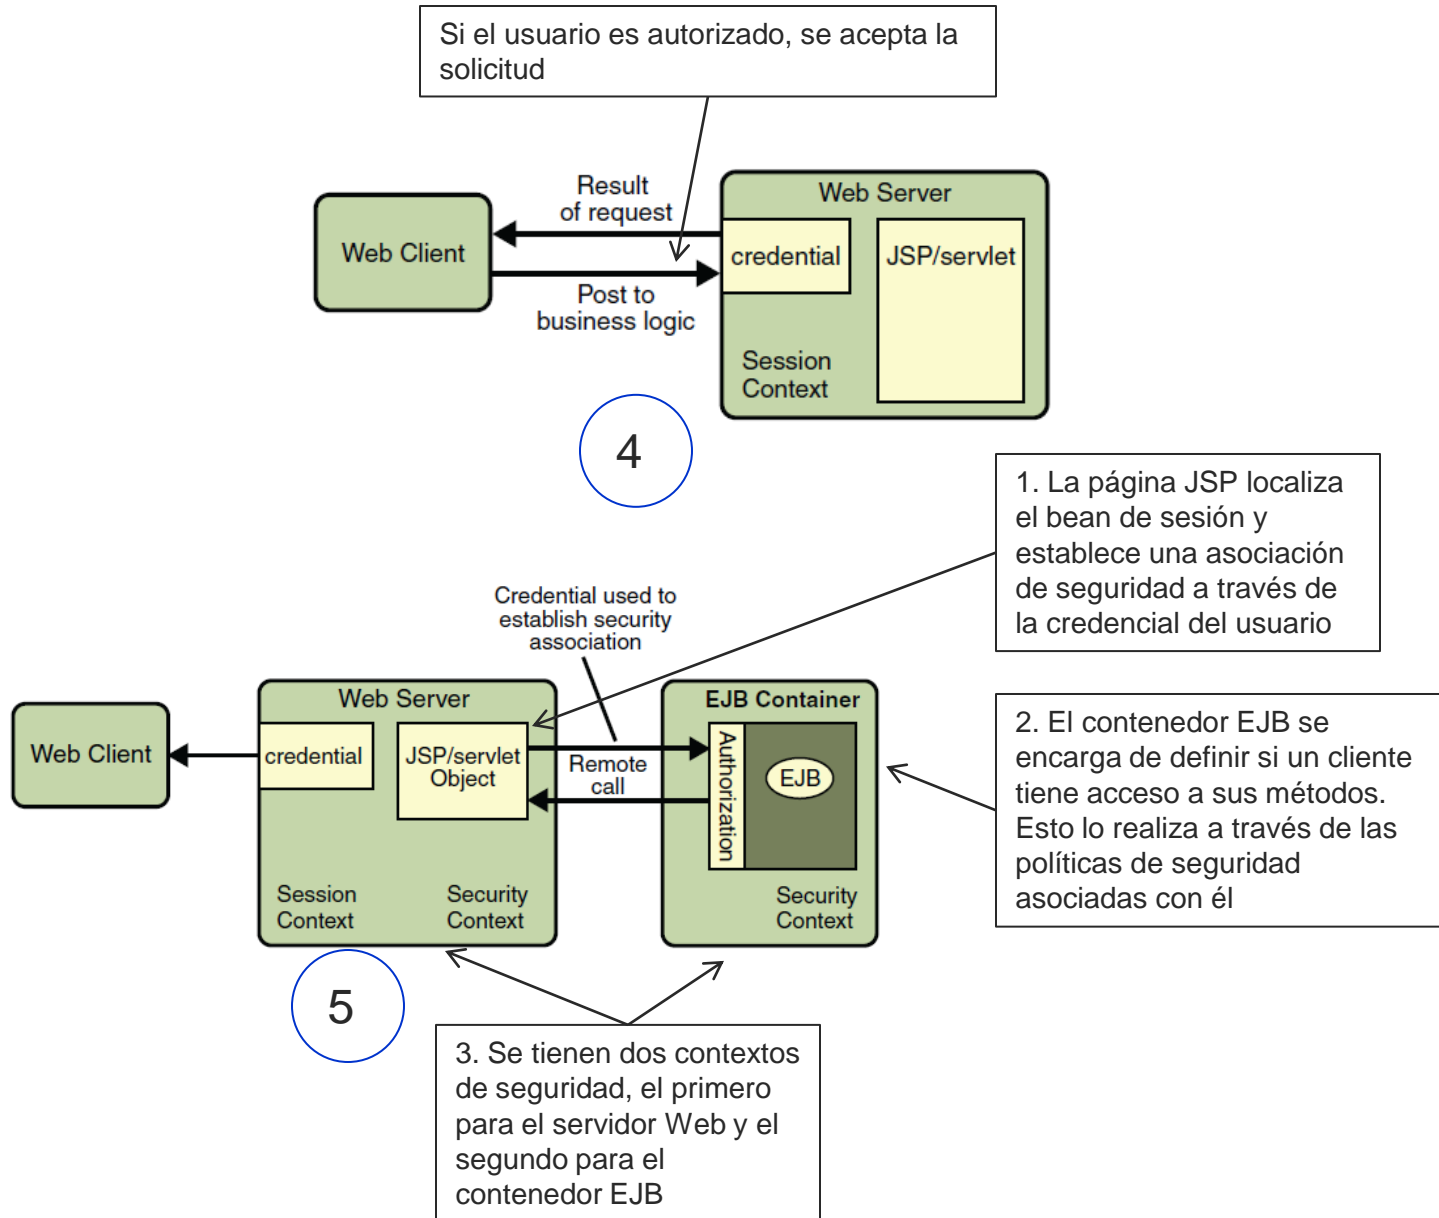 Si el usuario es autorizado, se acepta la
solicitud
Result
of request
Web Server
Web Client
credential
JSP/servlet
Post to
business logic
Session
Context
4
1. La página JSP localiza
el bean de sesión y
establece una asociación
de seguridad a través de
la credencial del usuario
Credential used to
establish security
association
Web Server
EJB Container
Web Client
credential
JSP/servlet
Object
Remote
call
Authorization
EJB
2. El contenedor EJB se
encarga de definir si un cliente
tiene acceso a sus métodos.
Esto lo realiza a través de las
políticas de seguridad
asociadas con él
Session
Context
Security
Context
Security
Context
5
3. Se tienen dos contextos
de seguridad, el primero
para el servidor Web y el
segundo para el
contenedor EJB